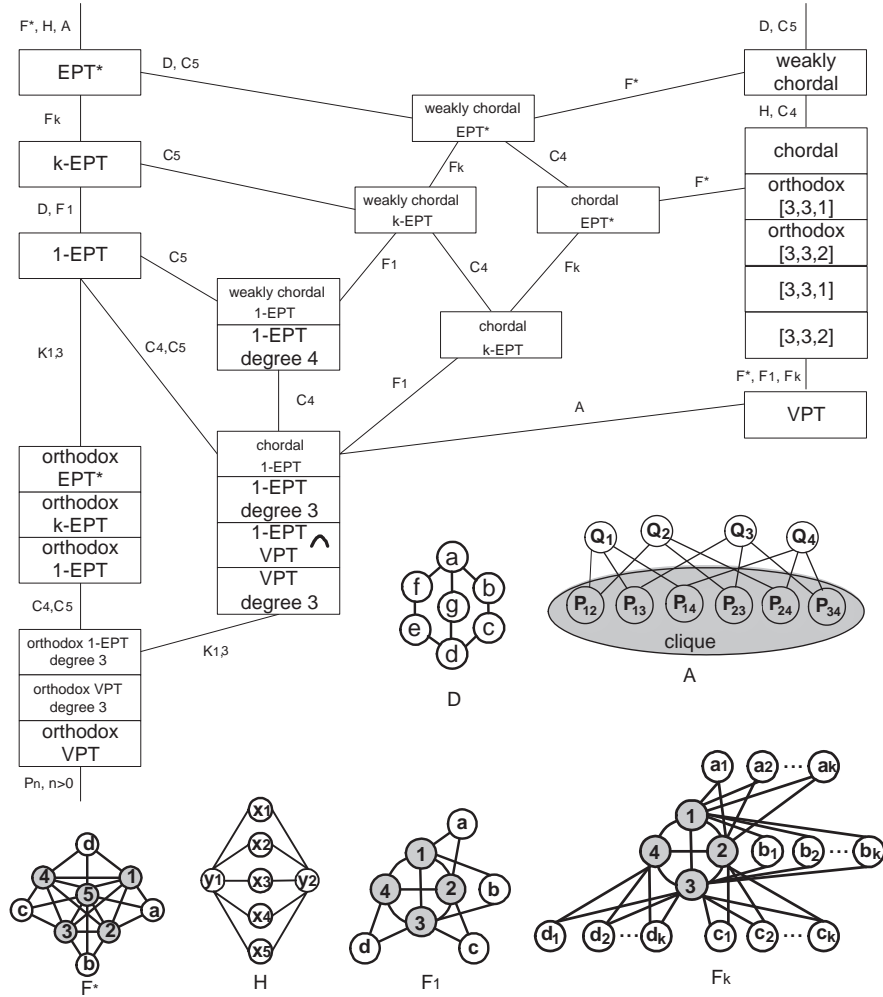 F*, H, A
D, C5
EPT*
D, C5
F*
weakly
chordal
weakly chordal
EPT*
Fk
H, C4
k-EPT
C5
Fk
C4
chordal
weakly chordal
k-EPT
chordal
EPT*
F*
orthodox
[3,3,1]
D, F1
orthodox
[3,3,2]
1-EPT
C5
F1
C4
Fk
weakly chordal
1-EPT
[3,3,1]
1-EPT
degree 4
chordal
k-EPT
[3,3,2]
K1,3
C4,C5
C4
F1
F*, F1, Fk
A
VPT
orthodox
EPT*
orthodox
k-EPT
orthodox
1-EPT
chordal
1-EPT
1-EPT
degree 3
1-EPT
VPT
VPT
degree 3
C4,C5
K1,3
orthodox 1-EPT
degree 3
orthodox VPT
degree 3
orthodox
VPT
Pn, n>0
a
f
b
g
e
c
d
D
Q1
Q2
Q3
Q4
P12
P13
P14
P23
P24
P34
clique
A
d
4
1
5
c
a
3
2
b
F*
x1
x2
y1
x3
y2
x4
x5
H
a
1
4
2
b
3
d
c
F1
a1
a2
...
ak
1
4
2
b1
b2
...
bk
3
d1
d2
...
dk
c1
c2
...
ck
Fk